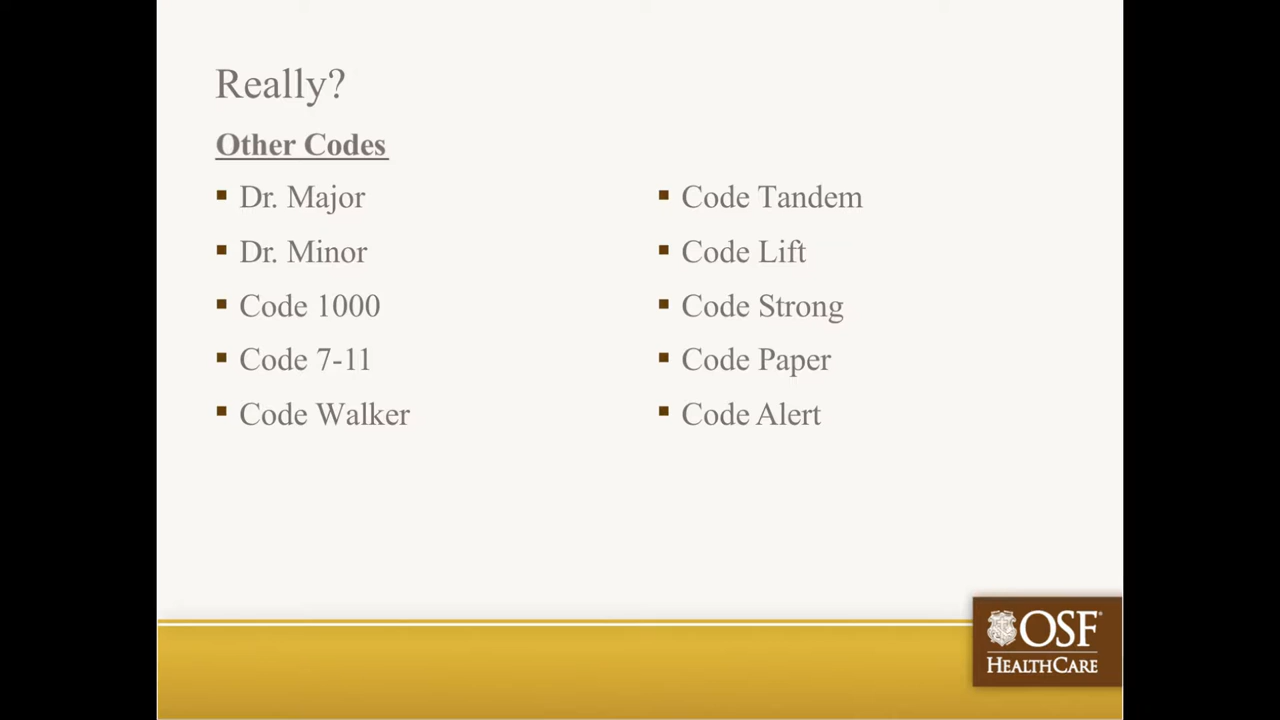 Really?
Other Codes
Dr. Major
Dr. Minor
Code 1000
Code 7-11
Code Walker
Code Tandem
Code Lift
Code Strong
Code Paper
Code Alert
OSF
HEALTHCARE